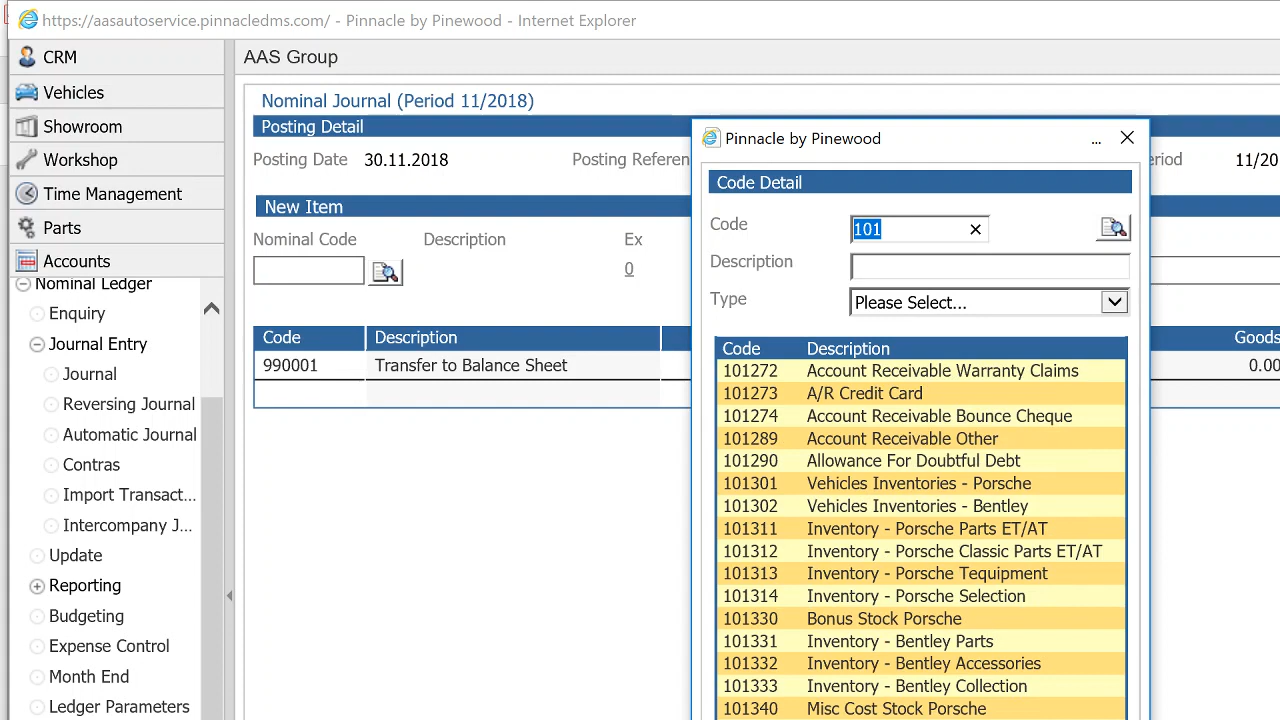 https://aasautoservice.pinnacledms.com/ - Pinnacle by Pinewood - Internet Explorer
CRM
Vehicles
Showroom
Workshop
Time Management
Parts
Accounts
Nominal Ledger
Enquiry
Journal Entry
Journal
Reversing Journal
Automatic Journal
Contras
Import Transact...
Intercompany J...
Update
Reporting
Budgeting
Expense Control
Month End
Ledger Parameters
AAS Group
Nominal Journal (Period 11/2018)
Posting Detail
Posting Date 30.11.2018 Posting Referen
New Item
Nominal Code Description Ex
0
Code Description
990001 Transfer to Balance Sheet
Pinnacle by Pinewood ...
Code Detail
Code 101
Description
Type Please Select...
Code Description
101272 Account Receivable Warranty Claims
101273 A/R Credit Card
101274 Account Receivable Bounce Cheque
101289 Account Receivable Other
101290 Allowance For Doubtful Debt
101301 Vehicles Inventories - Porsche
101302 Vehicles Inventories - Bentley
101311 Inventory - Porsche Parts ET/AT
101312 Inventory - Porsche Classic Parts ET/AT
101313 Inventory - Porsche Tequipment
101314 Inventory - Porsche Selection
101330 Bonus Stock Porsche
101331 Inventory - Bentley Parts
101332 Inventory - Bentley Accessories
101333 Inventory - Bentley Collection
101340 Misc Cost Stock Porsche
eriod 11/20
Goods
0.00